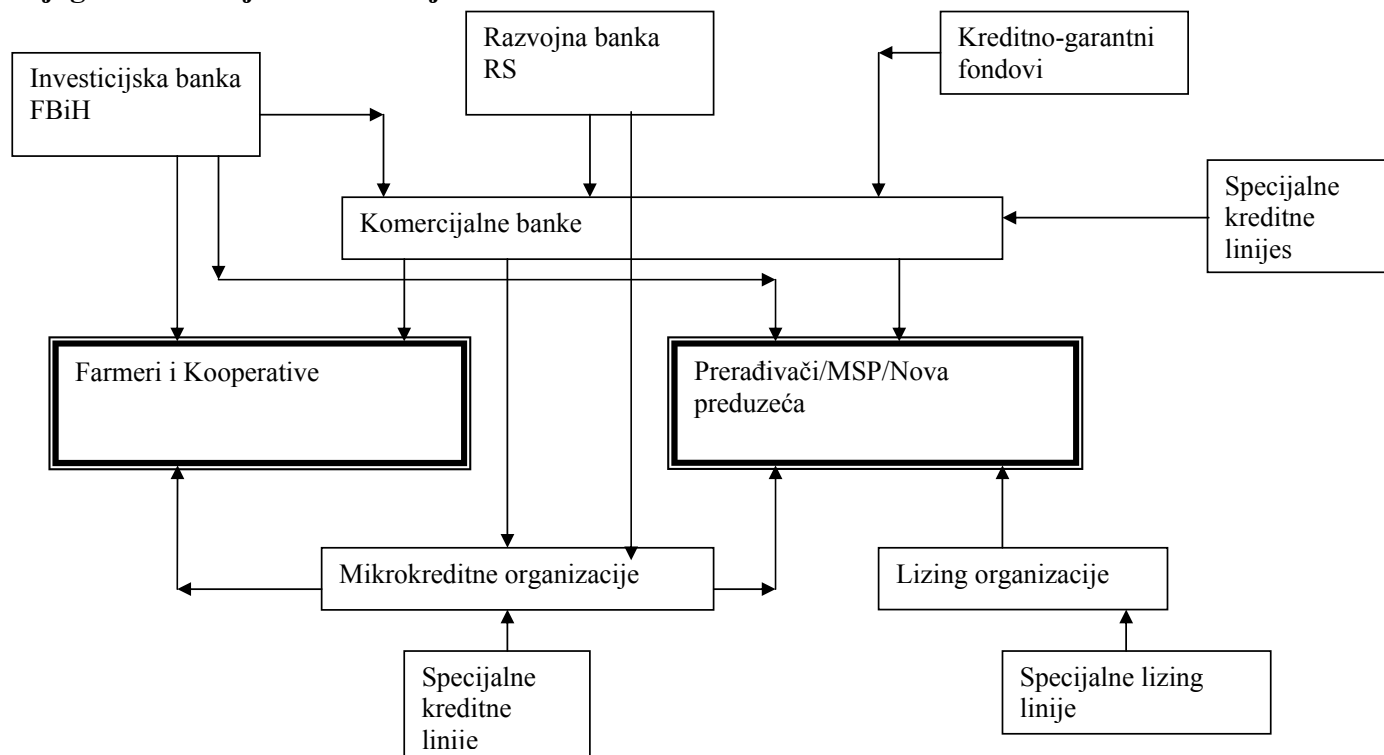 Razvojna banka
RS
Kreditno-garantni
fondovi
Investicijska banka
FBiH
Specijalne
kreditne
linijes
Komercijalne banke
Farmeri i Kooperative
Prerađivači/MSP/Nova
preduzeća
Mikrokreditne organizacije
Lizing organizacije
Specijalne
kreditne
linije
Specijalne lizing
linije